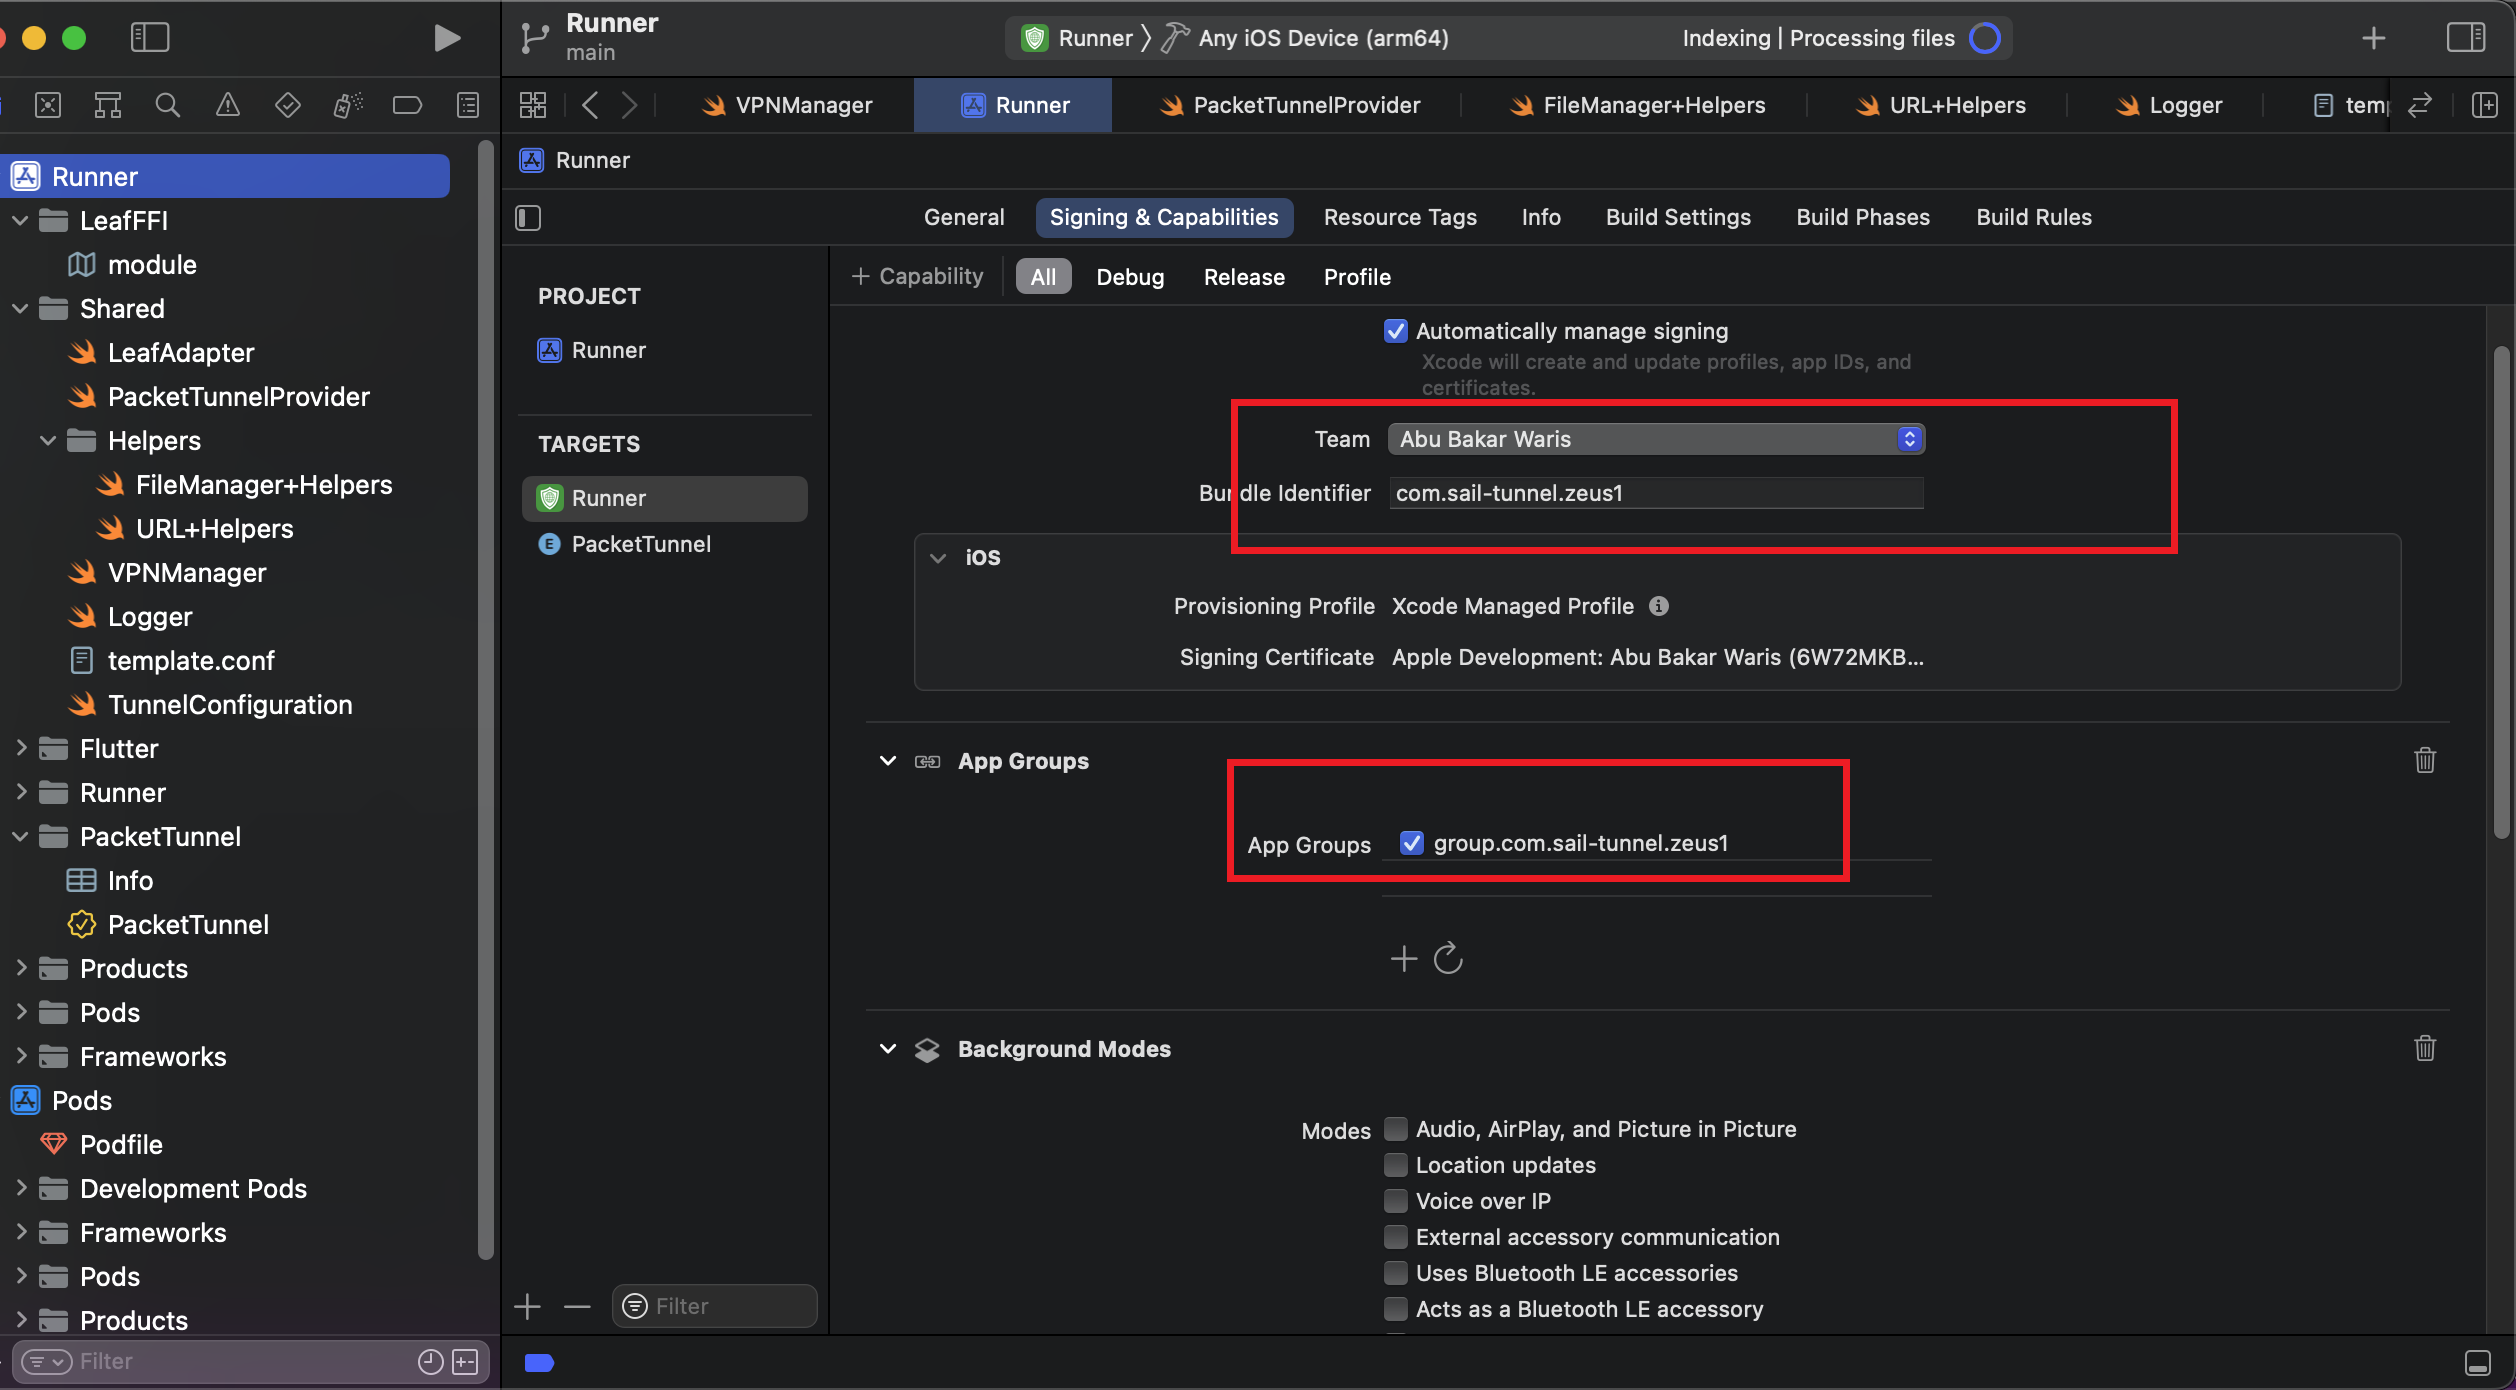 Runner
main
Runner
Any iOS Device (arm64)
Indexing | Processing files
VPNManager
Runner
PacketTunnelProvider
FileManager+Helpers
URL+Helpers
Logger
temp
Runner
LeafFFI
module
Shared
LeafAdapter
PacketTunnelProvider
Helpers
FileManager+Helpers
URL+Helpers
VPNManager
Logger
template.conf
TunnelConfiguration
Flutter
Runner
PacketTunnel
Info
PacketTunnel
Products
Pods
Frameworks
Pods
Podfile
Development Pods
Frameworks
Pods
Products
Filter
Runner
General
Signing & Capabilities
Resource Tags
Info
Build Settings
Build Phases
Build Rules
PROJECT
Runner
TARGETS
Runner
E
PacketTunnel
Filter
+ Capability
All
Debug
Release
Profile
Automatically manage signing
Xcode will create and update profiles, app IDs, and
certificates.
Team Abu Bakar Waris
Bundle Identifier com.sail-tunnel.zeus1
iOS
Provisioning Profile Xcode Managed Profile
Signing Certificate Apple Development: Abu Bakar Waris (6W72MKB...
App Groups
App Groups group.com.sail-tunnel.zeus1
Background Modes
Modes Audio, AirPlay, and Picture in Picture
Location updates
Voice over IP
External accessory communication
Uses Bluetooth LE accessories
Acts as a Bluetooth LE accessory